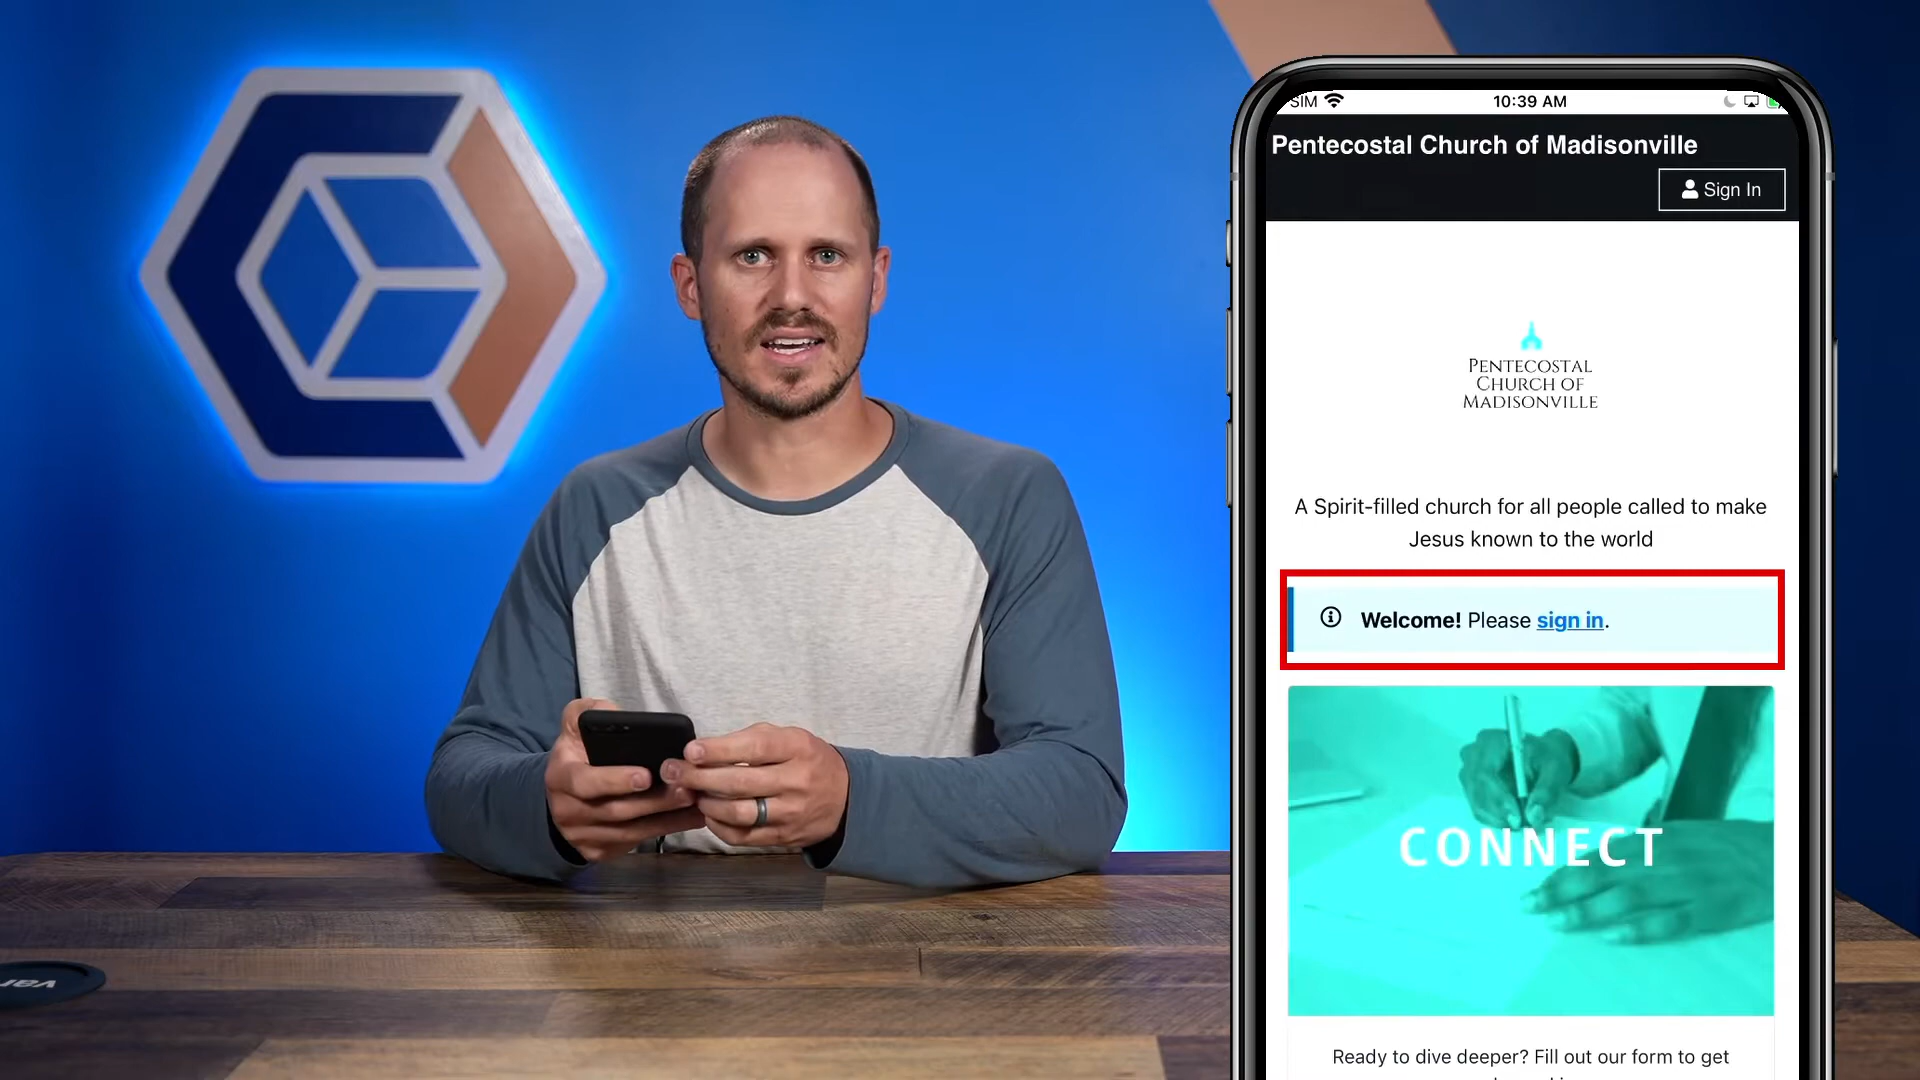 SIM
10:39 AM
Pentecostal Church of Madisonville
Sign In
PENTECOSTAL
CHURCH OF
MADISONVILLE
A Spirit-filled church for all people called to make
Jesus known to the world
Welcome! Please sign in.
CONNECT
Ready to dive deeper? Fill out our form to get